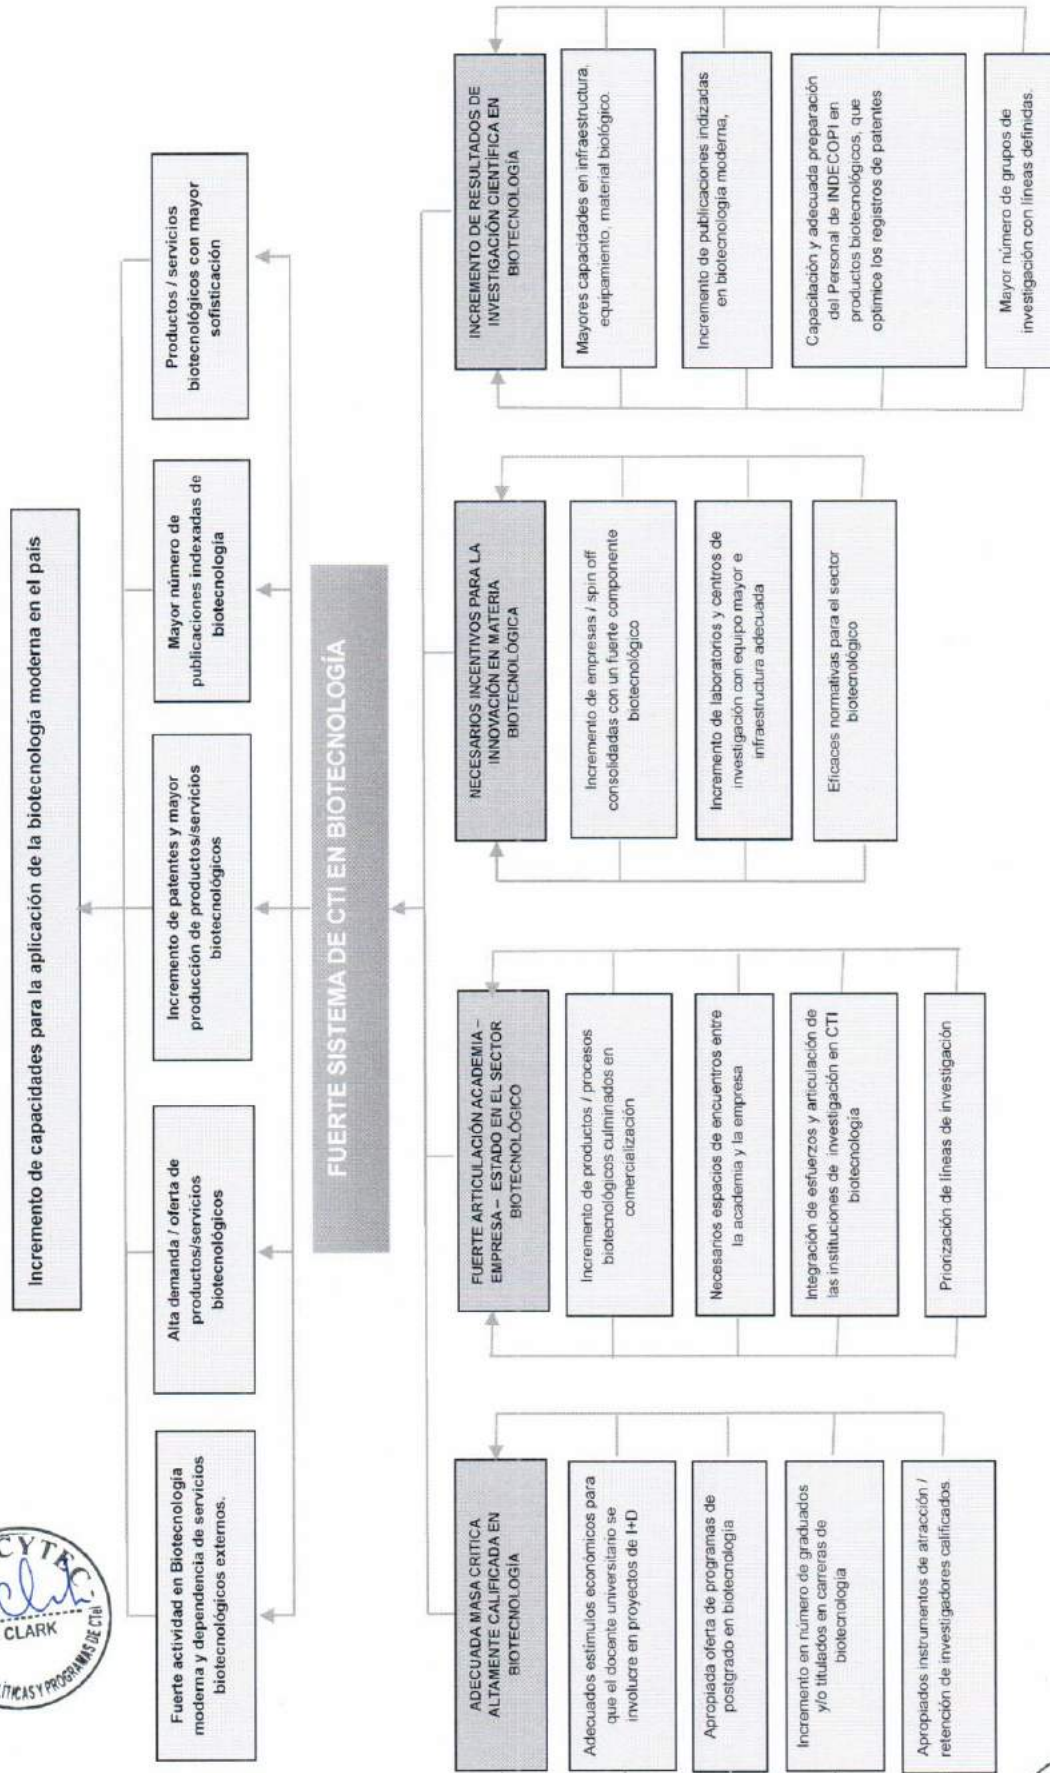 Incremento de capacidades para la aplicación de la biotecnología moderna en el país
Fuerte actividad en Biotecnología
moderna y dependencia de servicios
biotecnológicos externos.
Alta demanda / oferta de
productos/servicios
biotecnológicos
Incremento de patentes y mayor
producción de productos/servicios
biotecnológicos
Mayor número de
publicaciones indexadas de
biotecnología
Productos / servicios
biotecnológicos con mayor
sofisticación
FUERTE SISTEMA DE CTI EN BIOTECNOLOGÍA
ADECUADA MASA CRITICA
ALTAMENTE CALIFICADA EN
BIOTECNOLOGÍA
Adecuados estímulos económicos para
que el docente universitario se
involucre en proyectos de I+D
Apropiada oferta de programas de
postgrado en biotecnología
Incremento en número de graduados
y/o titulados en carreras de
biotecnología
Apropiados instrumentos de atracción /
retención de investigadores calificados.
FUERTE ARTICULACIÓN ACADEMIA –
EMPRESA – ESTADO EN EL SECTOR
BIOTECNOLÓGICO
Incremento de productos / procesos
biotecnológicos culminados en
comercialización
Necesarios espacios de encuentros entre
la academia y la empresa
Integración de esfuerzos y articulación de
las instituciones de investigación en CTI
biotecnología
Priorización de líneas de investigación
NECESARIOS INCENTIVOS PARA LA
INNOVACIÓN EN MATERIA
BIOTECNOLÓGICA
Incremento de empresas / spin off
consolidadas con un fuerte componente
biotecnológico
Incremento de laboratorios y centros de
investigación con equipo mayor e
infraestructura adecuada
Eficaces normativas para el sector
biotecnológico
INCREMENTO DE RESULTADOS DE
INVESTIGACIÓN CIENTÍFICA EN
BIOTECNOLOGÍA
Mayores capacidades en infraestructura,
equipamiento, material biológico.
Incremento de publicaciones indizadas
en biotecnología moderna,
Capacitación y adecuada preparación
del Personal de INDECOPI en
productos biotecnológicos, que
optimice los registros de patentes
Mayor número de grupos de
investigación con líneas definidas.
CYTEC
CLARK
POLÍTICAS Y PROGRAMAS DE CTeI